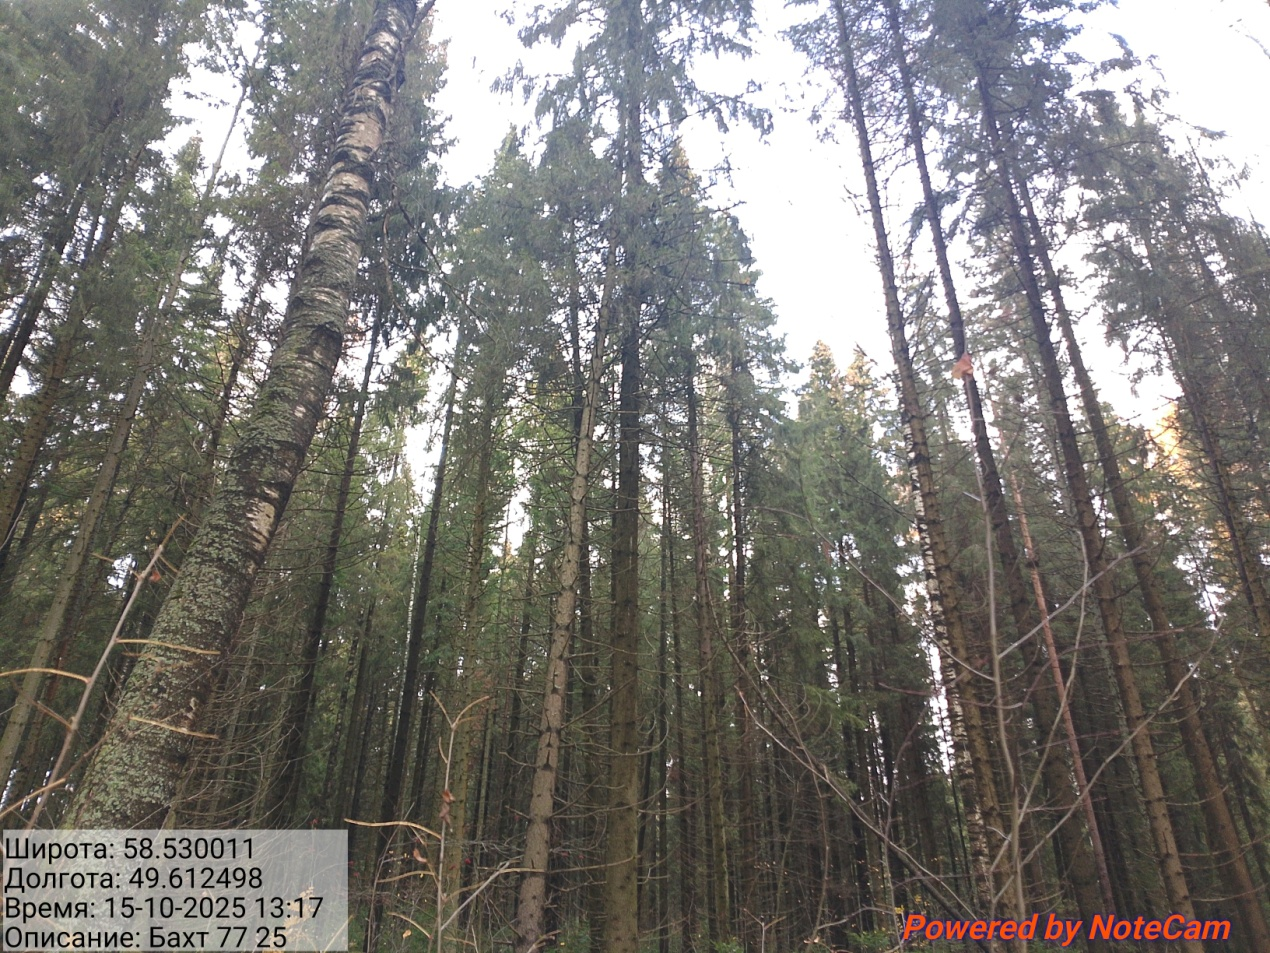 Широта: 58.530011
Долгота: 49.612498
Время: 15-10-2025 13:17
Описание: Бахт 77 25
Powered by NoteCam